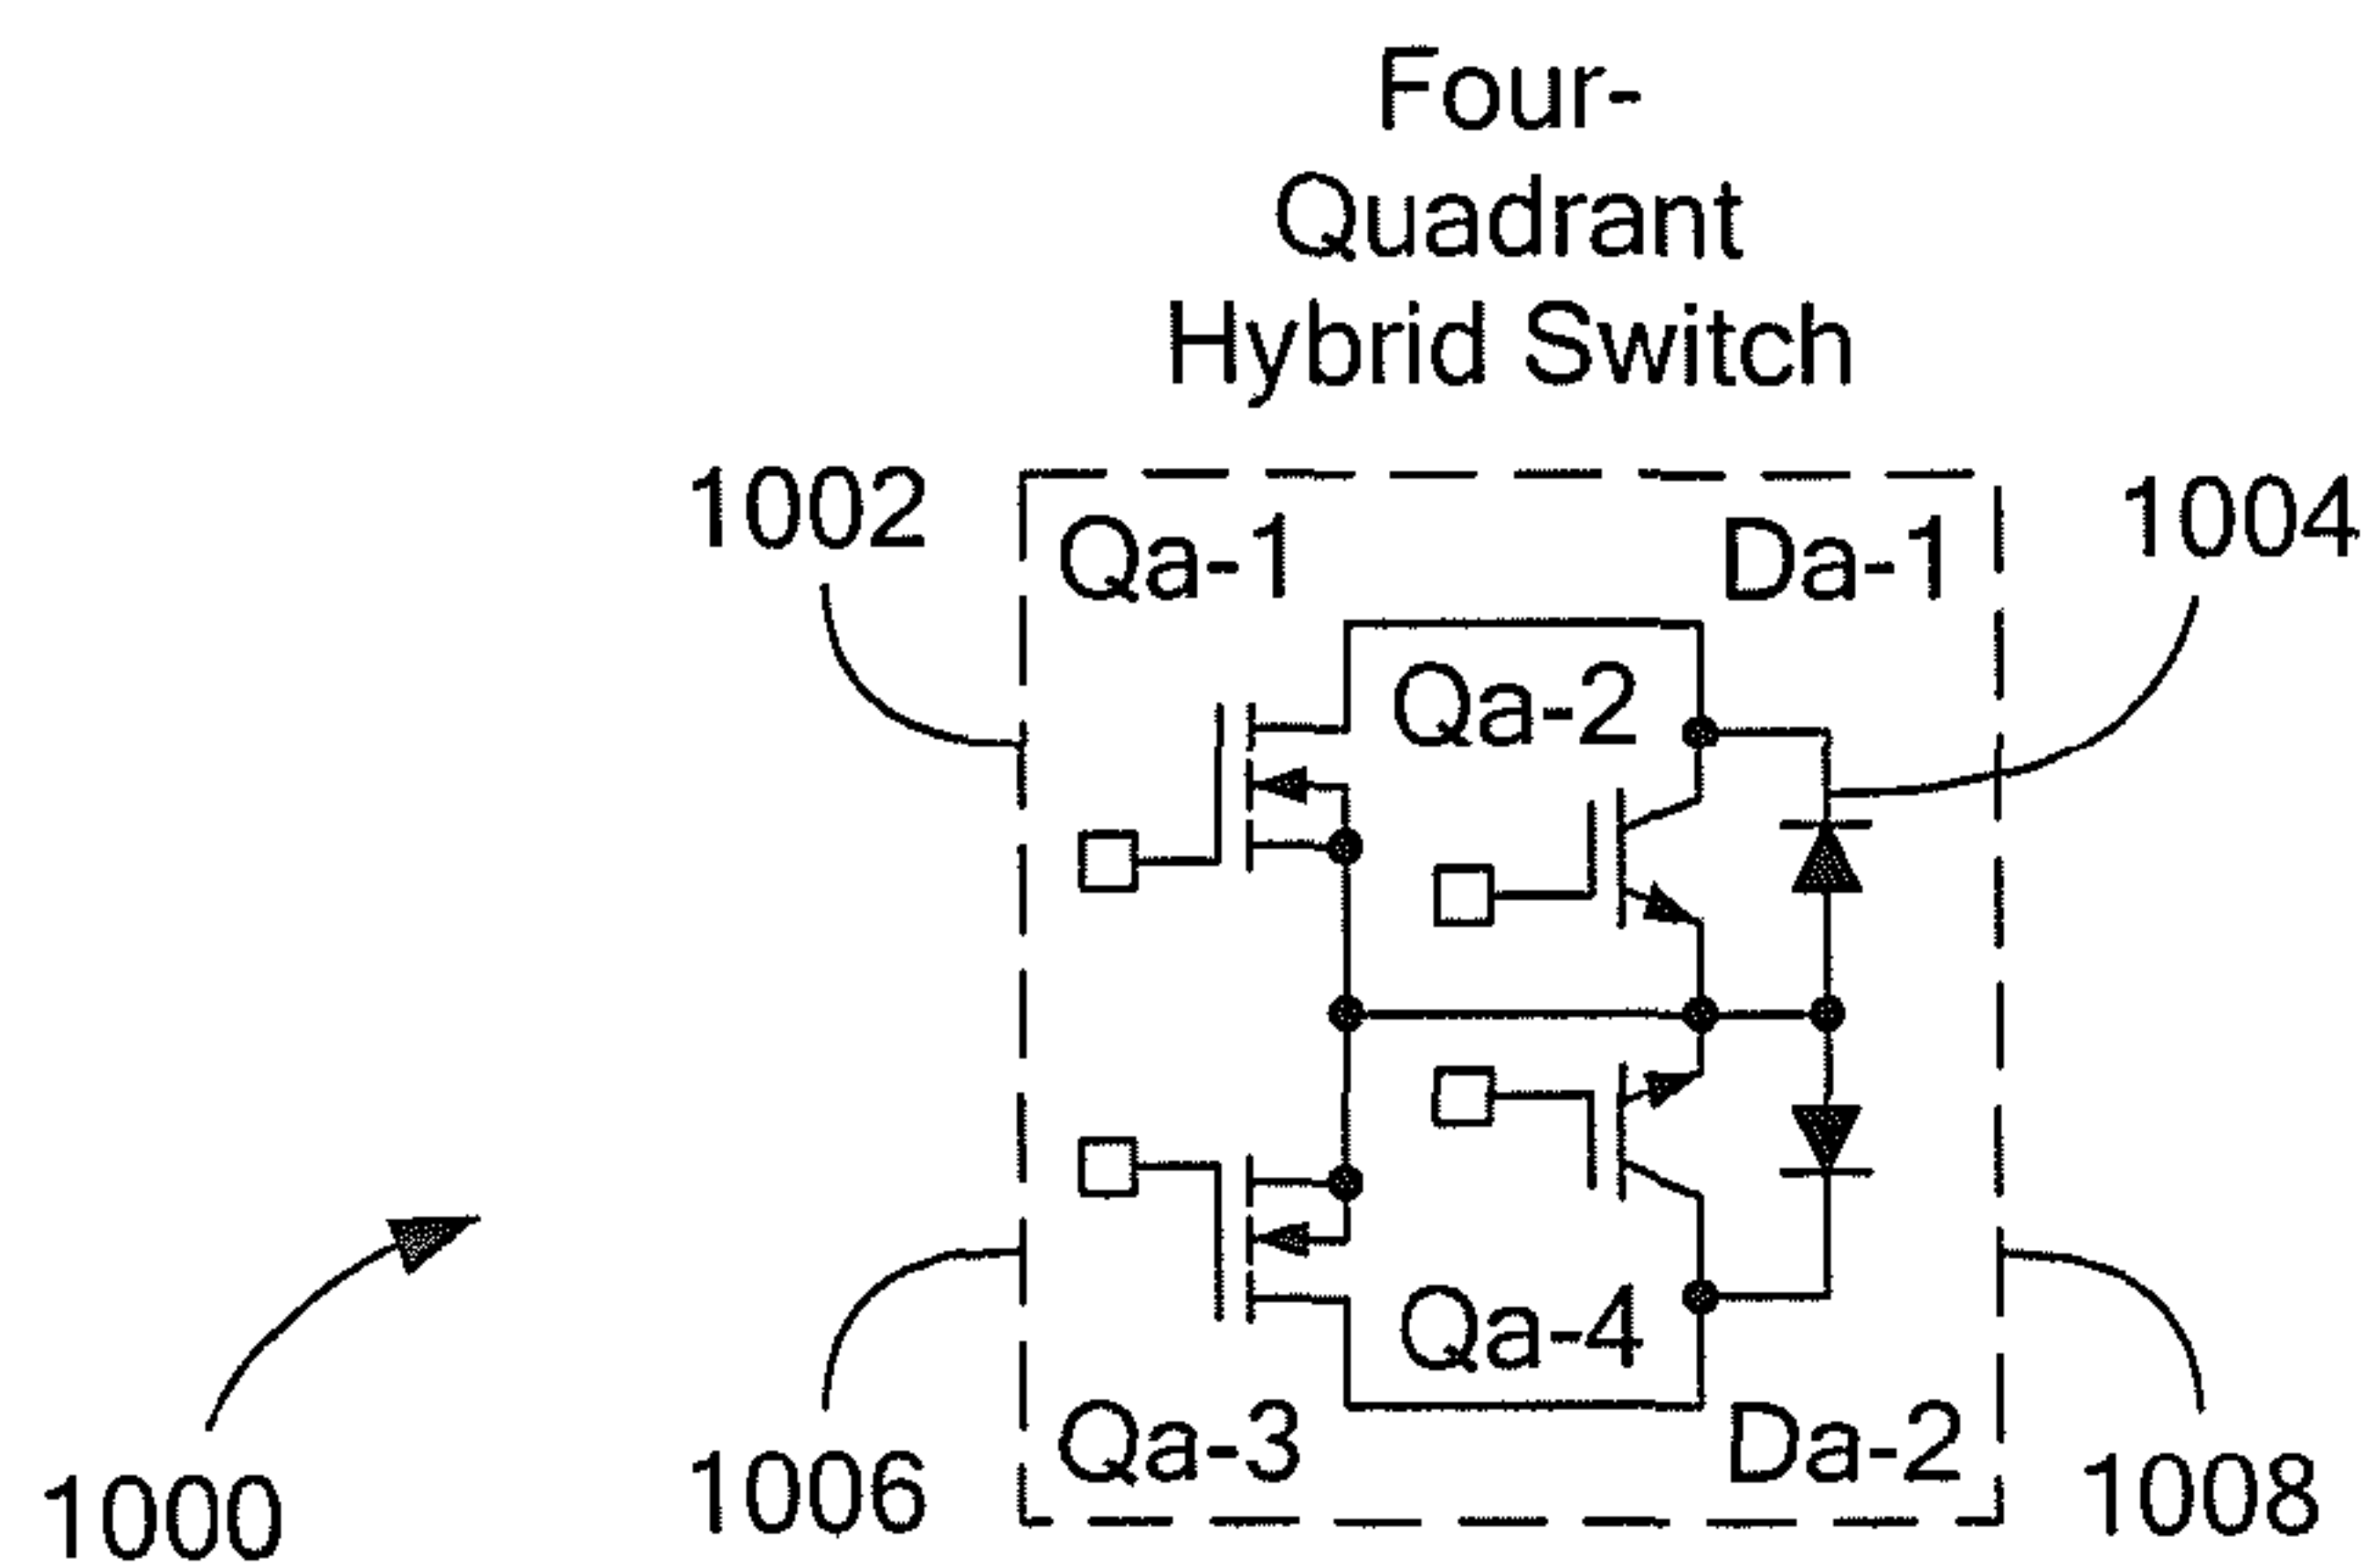 Four-
Quadrant
Hybrid Switch
1002
1004
Qa-1
Da-1
Qa-2
Qa-4
Qa-3
Da-2
1000
1006
1008